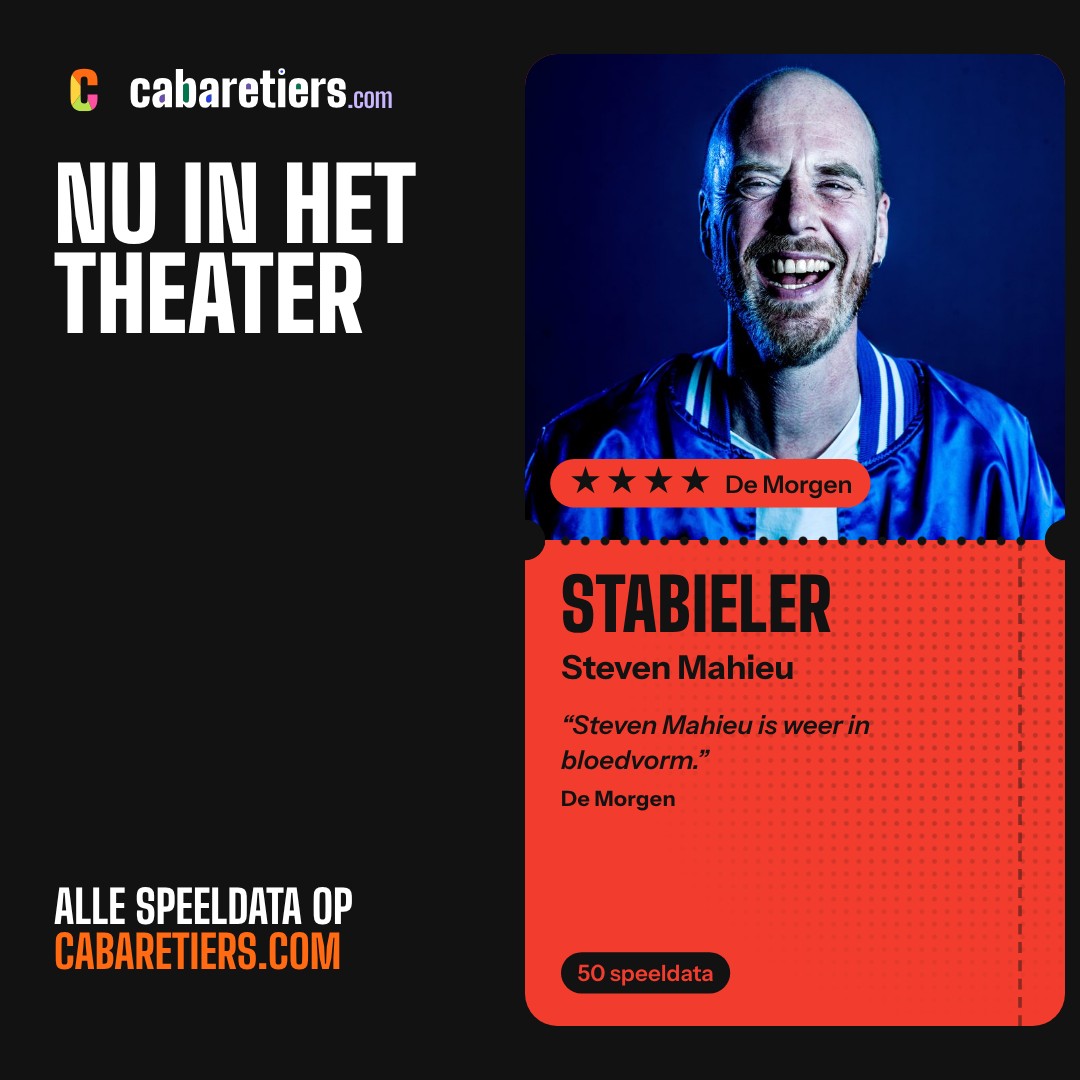 cabaretiers.com
NU IN HET
THEATER
★★★★ De Morgen
STABIELER
Steven Mahieu
“Steven Mahieu is weer in
bloedvorm.”
De Morgen
50 speeldata
ALLE SPEELDATA OP
CABARETIERS.COM